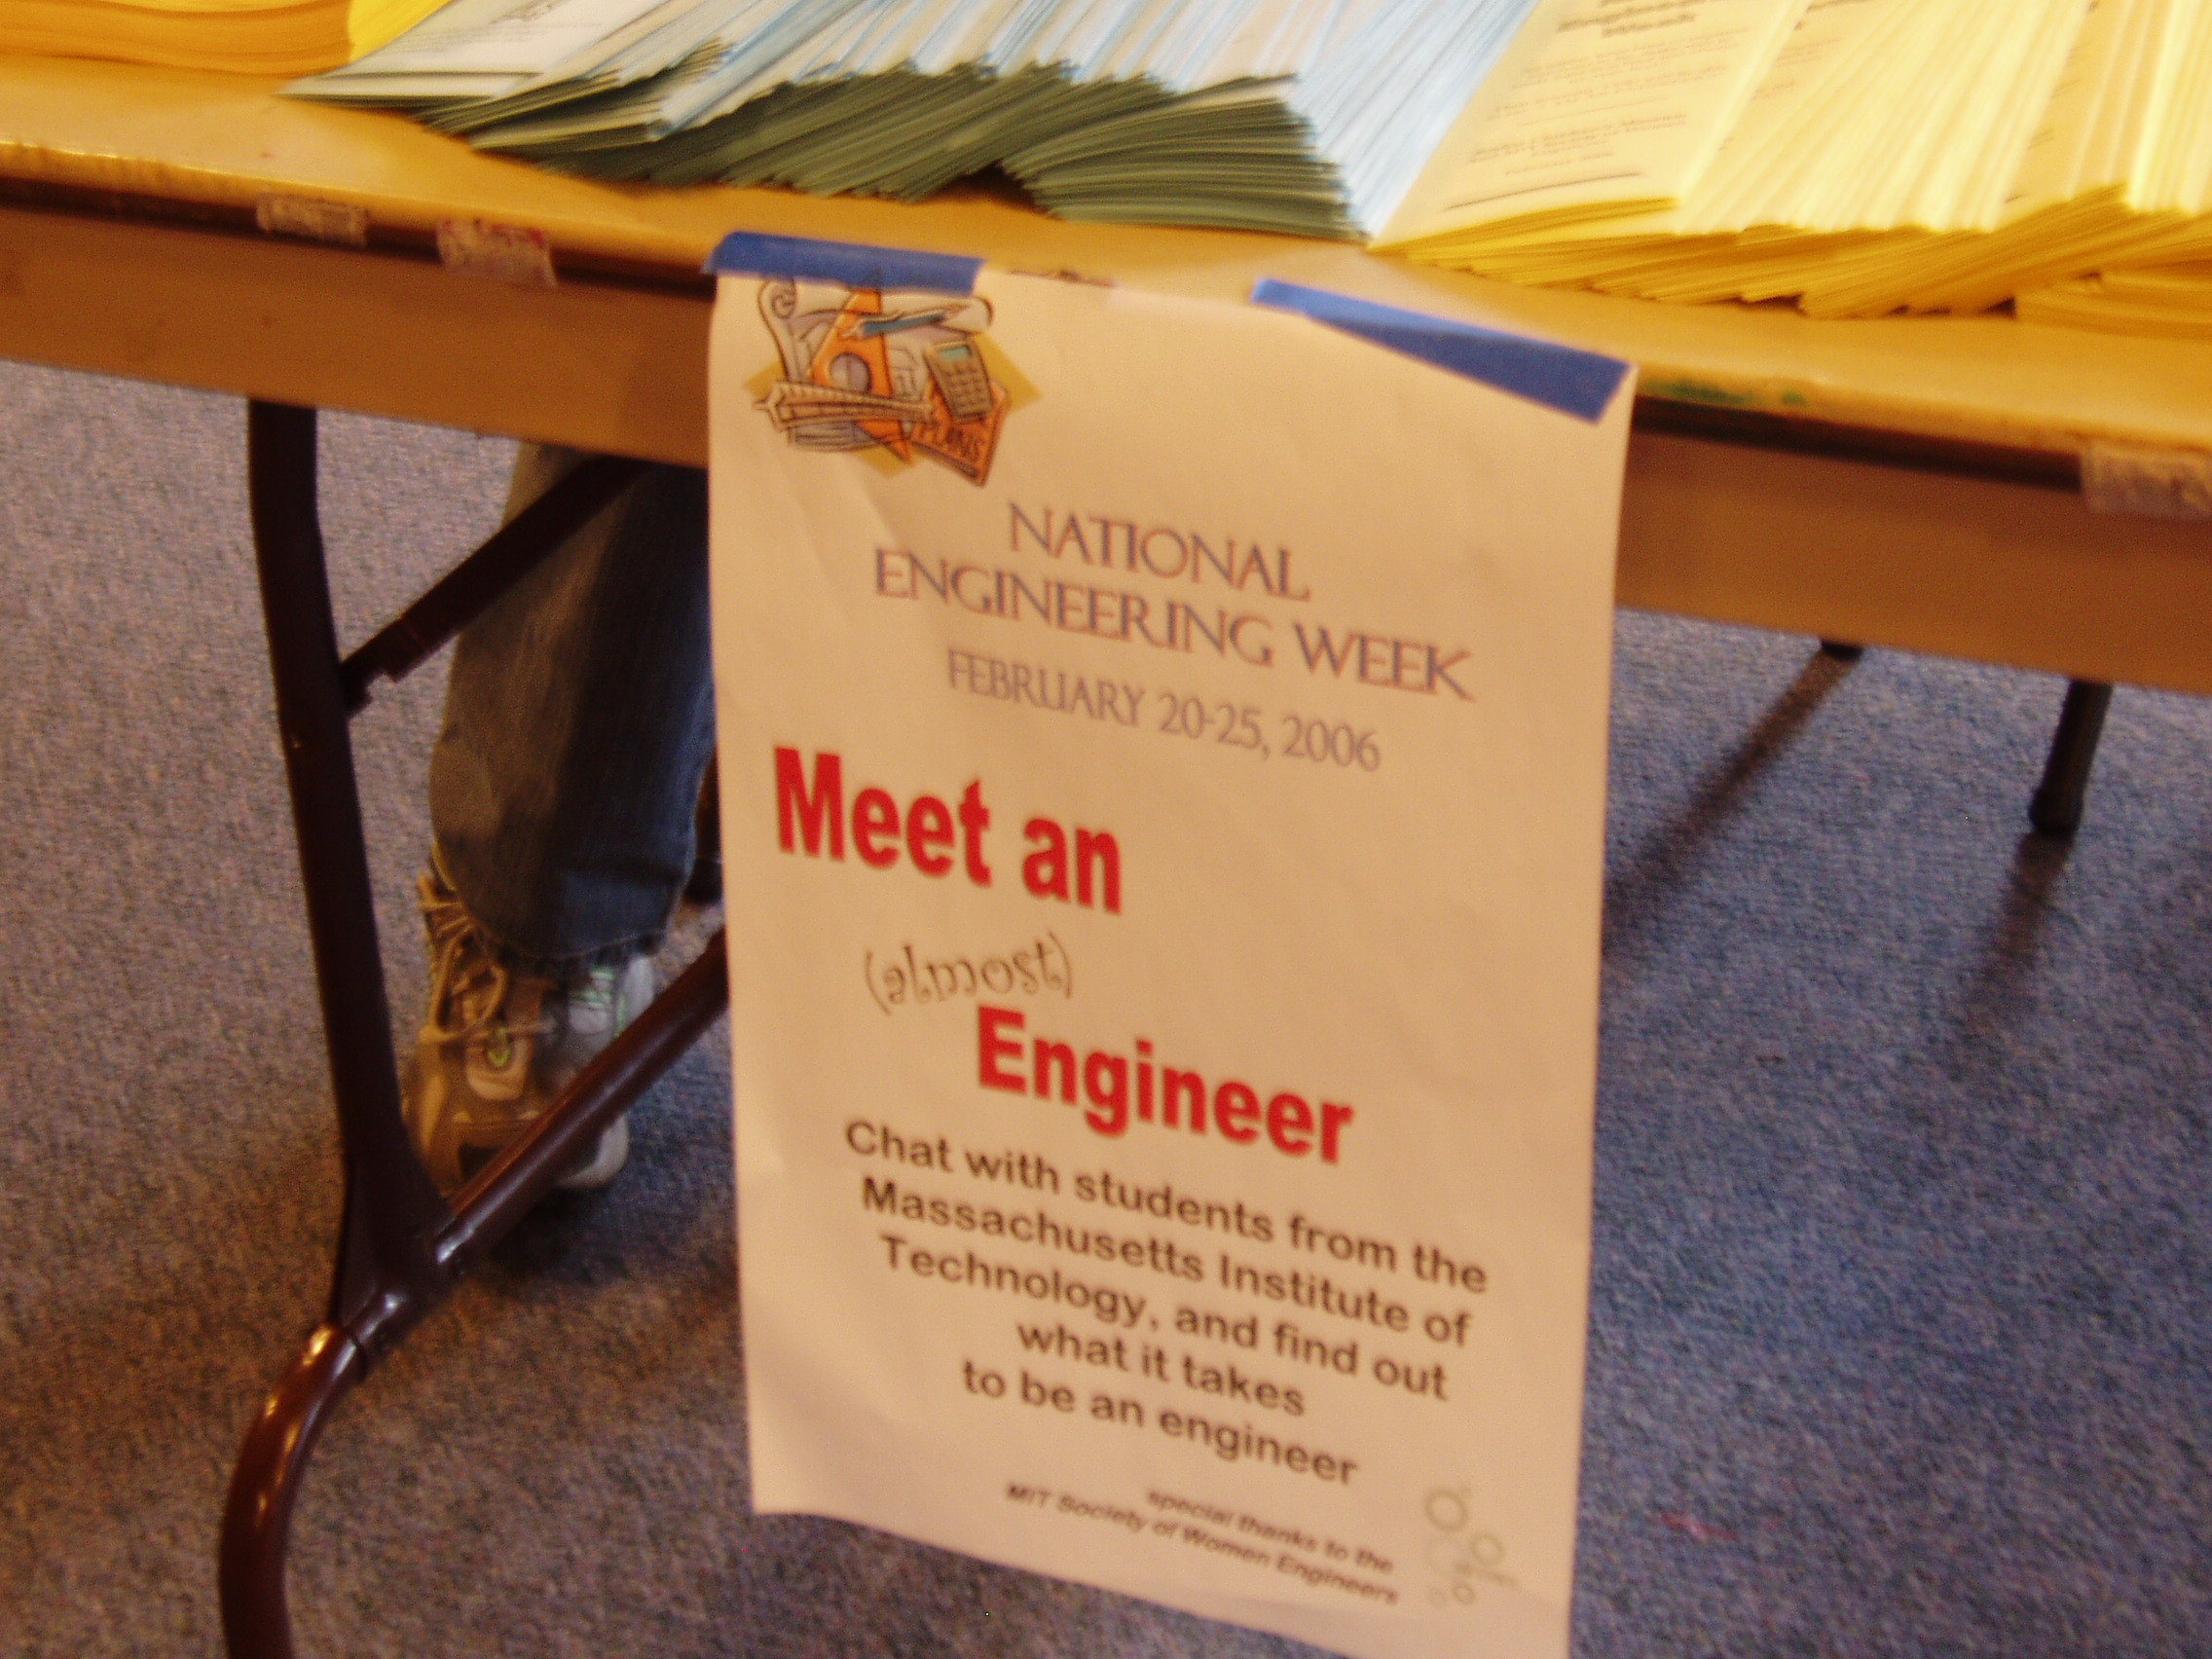 PLANS
NATIONAL
ENGINEERING WEEK
FEBRUARY 20-25, 2006
Meet an
(almost)
Engineer
Chat with students from the
Massachusetts Institute of
Technology, and find out
what it takes
to be an engineer
special thanks to the
MIT Society of Women Engineers